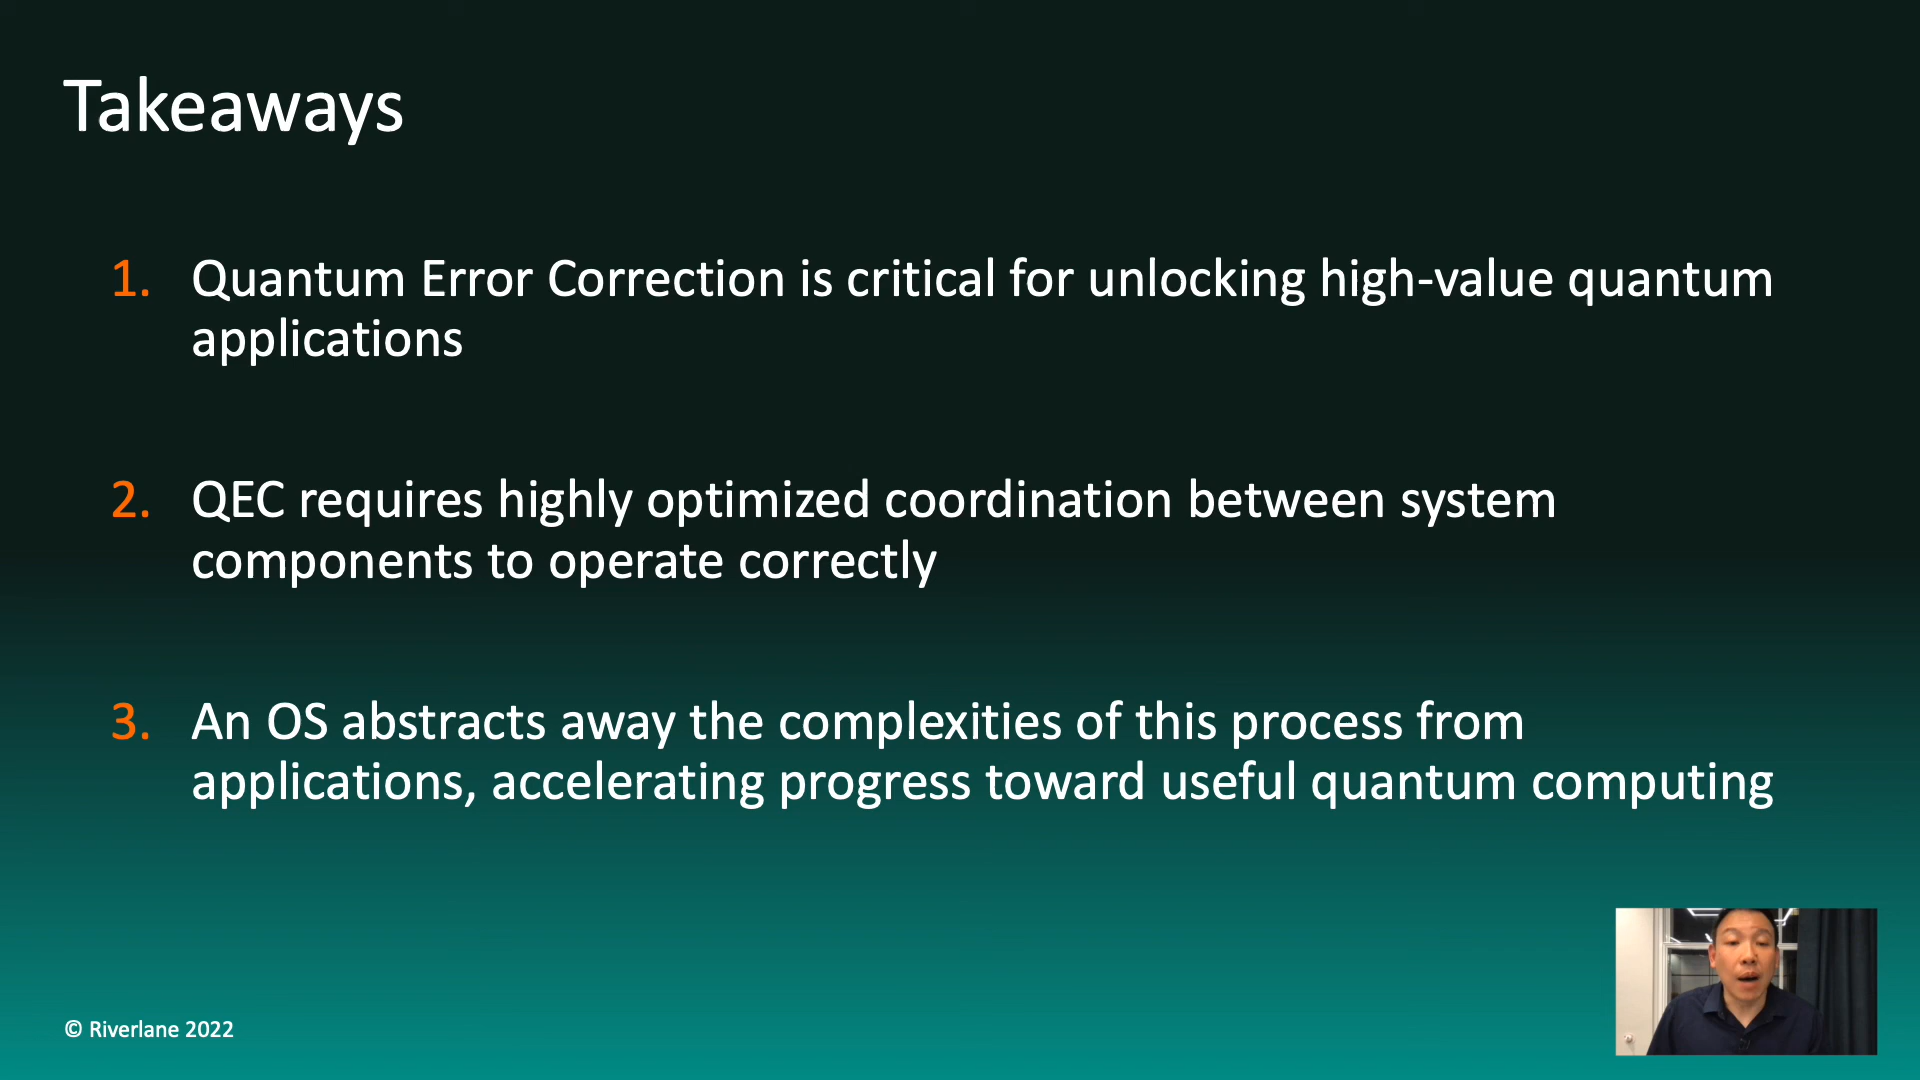 Takeaways
1. Quantum Error Correction is critical for unlocking high-value quantum
applications
2. QEC requires highly optimized coordination between system
components to operate correctly
3. An OS abstracts away the complexities of this process from
applications, accelerating progress toward useful quantum computing
© Riverlane 2022